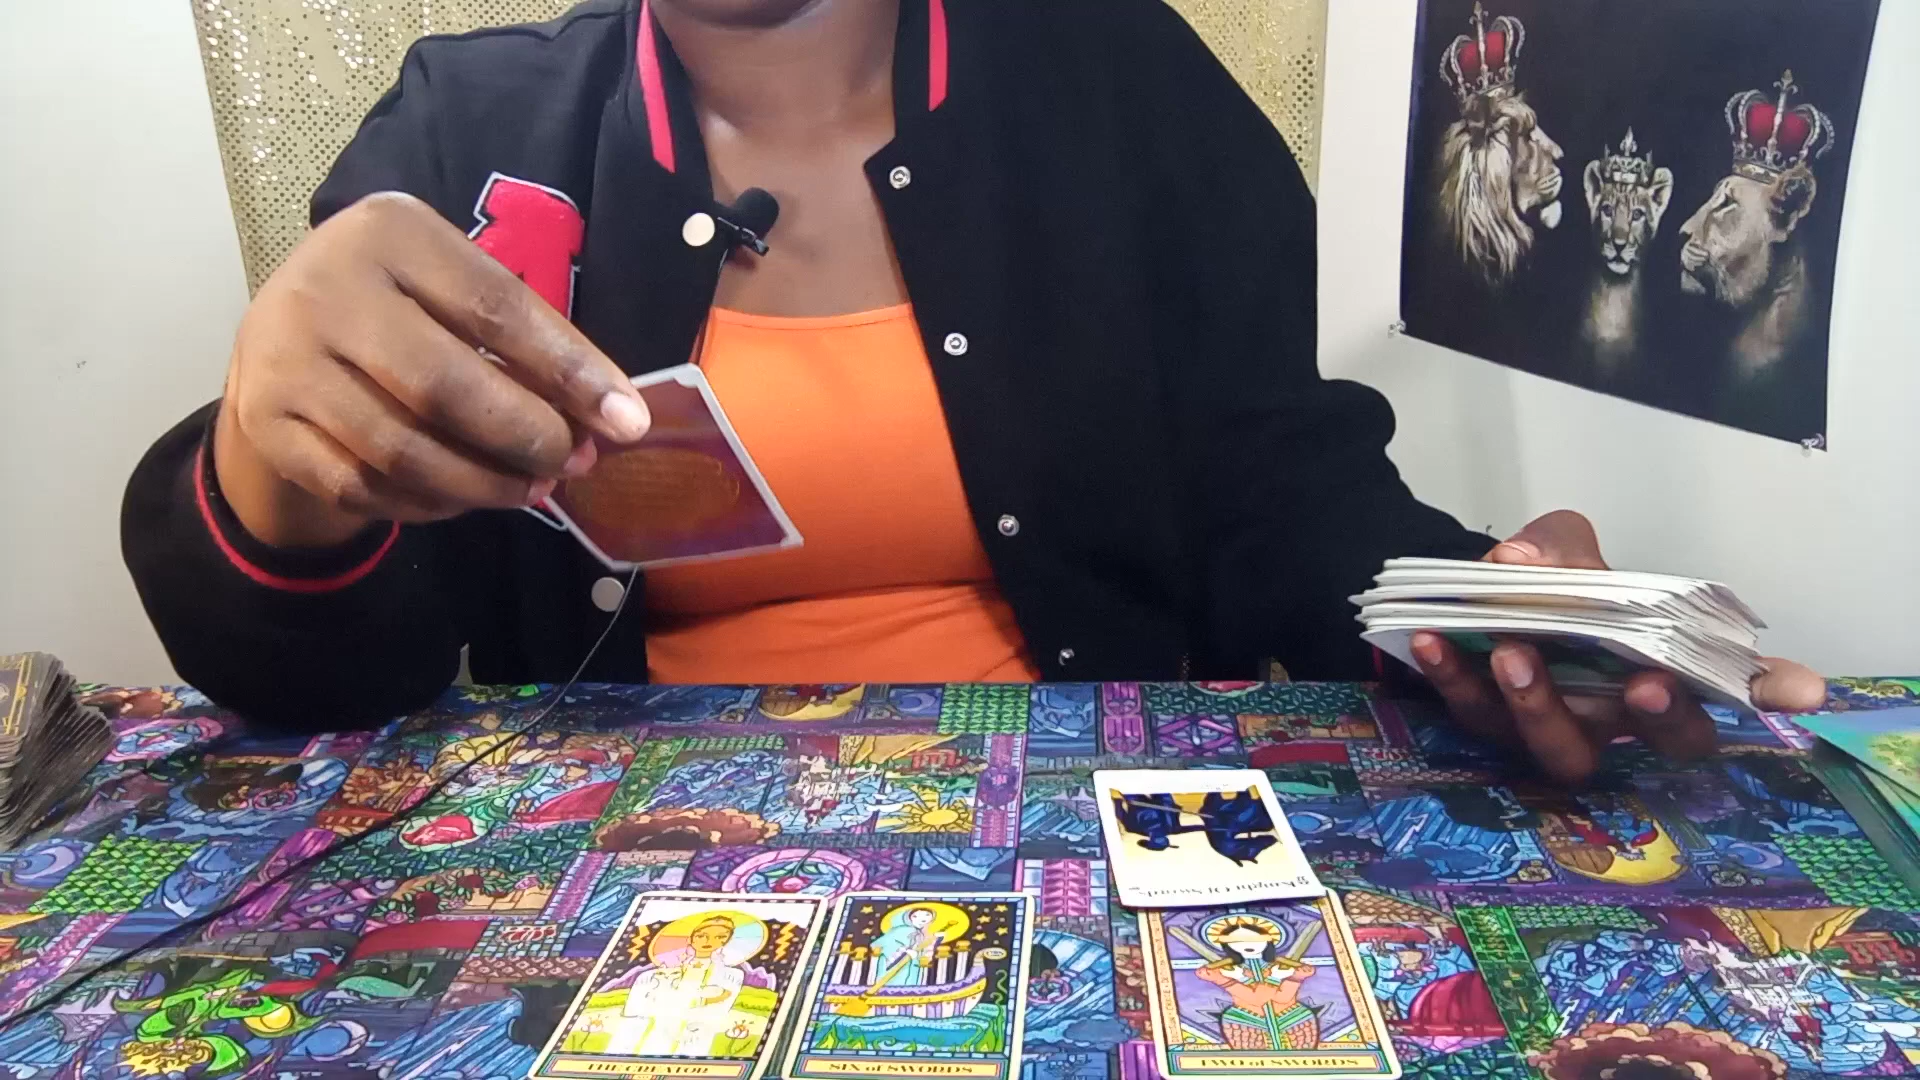 Knight Of Swords
THE CREATOR
SIX of SWORDS
TWO of SWORDS